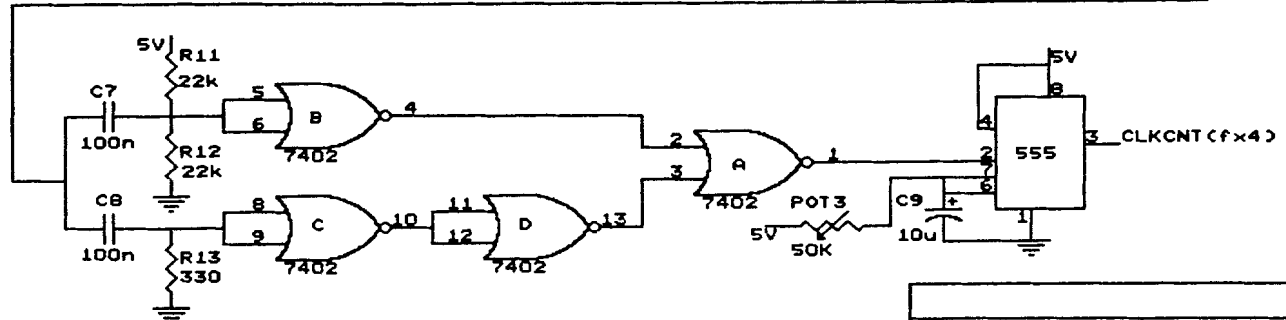 5V
R11
22k
C7
100n
R12
22k
5
6
B
4
7402
C8
100n
R13
330
8
9
C
10
7402
11
12
D
13
7402
2
3
A
1
7402
POT3
5V
50K
C9
+
10u
5V
8
4
2
7
6
555
3
CLKCNT(fx4)
1